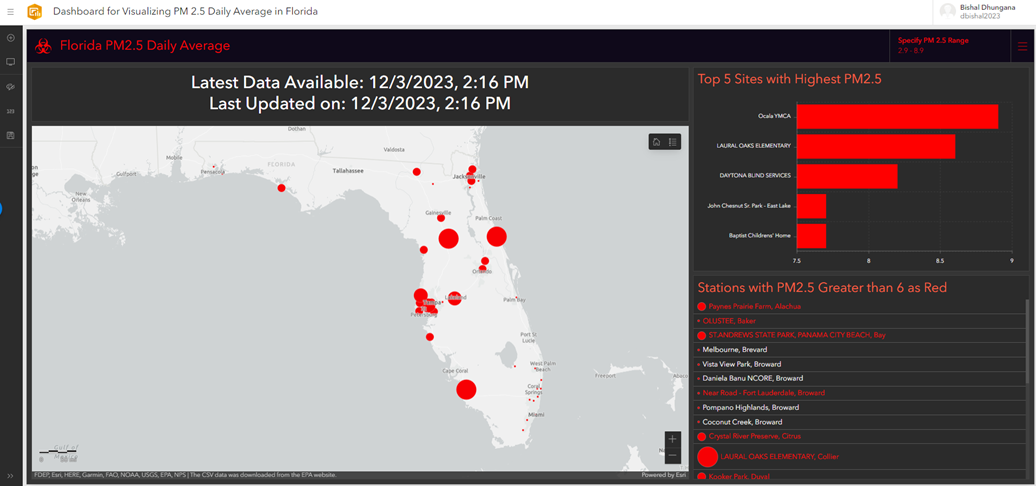 Dashboard for Visualizing PM 2.5 Daily Average in Florida
Bishal Dhungana
dbishal2023
Florida PM2.5 Daily Average
Specify PM 2.5 Range
2.9 - 8.9
Latest Data Available: 12/3/2023, 2:16 PM
Last Updated on: 12/3/2023, 2:16 PM
Dothan
Valdosta
Mobile
FLORIDA
Tallahassee
Gulfport
Pensacola
Jacksonville
New
Orleans
Gainesville
Palm Coast
Orlando
Lakeland
Tampa
Palm Bay
Port St
Lucie
Cape Coral
West Palm
Beach
Freeport
Coral
Springs
Miami
Gulf of
FDEP, Esri, HERE, Garmin, FAO, NOAA, USGS, EPA, NPS | The CSV data was downloaded from the EPA website.
Powered by Esri
Top 5 Sites with Highest PM2.5
Ocala YMCA
LAURAL OAKS ELEMENTARY
DAYTONA BLIND SERVICES
John Chesnut Sr. Park - East Lake
Baptist Childrens' Home
7.5 8 8.5 9
Stations with PM2.5 Greater than 6 as Red
Paynes Prairie Farm, Alachua
OLUSTEE, Baker
ST ANDREWS STATE PARK, PANAMA CITY BEACH, Bay
Melbourne, Brevard
Vista View Park, Broward
Daniela Banu NCORE, Broward
Near Road - Fort Lauderdale, Broward
Pompano Highlands, Broward
Coconut Creek, Broward
Crystal River Preserve, Citrus
LAURAL OAKS ELEMENTARY, Collier
Kooker Park, Duval